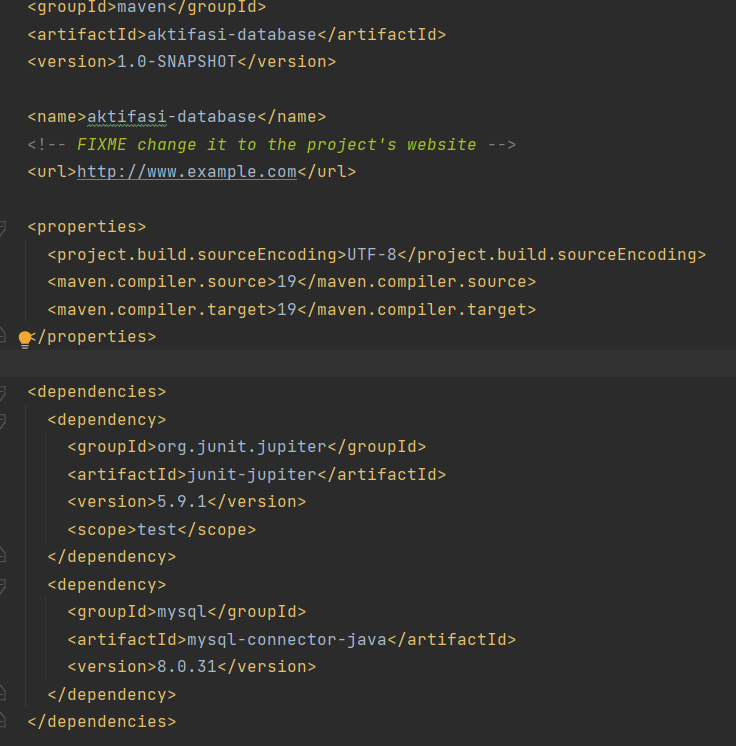 <groupId>maven</groupId>
<artifactId>aktifasi-database</artifactId>
<version>1.0-SNAPSHOT</version>
<name>aktifasi-database</name>
<!-- FIXME change it to the project's website -->
<url>http://www.example.com</url>
<properties>
<project.build.sourceEncoding>UTF-8</project.build.sourceEncoding>
<maven.compiler.source>19</maven.compiler.source>
<maven.compiler.target>19</maven.compiler.target>
</properties>
<dependencies>
<dependency>
<groupId>org.junit.jupiter</groupId>
<artifactId>junit-jupiter</artifactId>
<version>5.9.1</version>
<scope>test</scope>
</dependency>
<dependency>
<groupId>mysql</groupId>
<artifactId>mysql-connector-java</artifactId>
<version>8.0.31</version>
</dependency>
</dependencies>